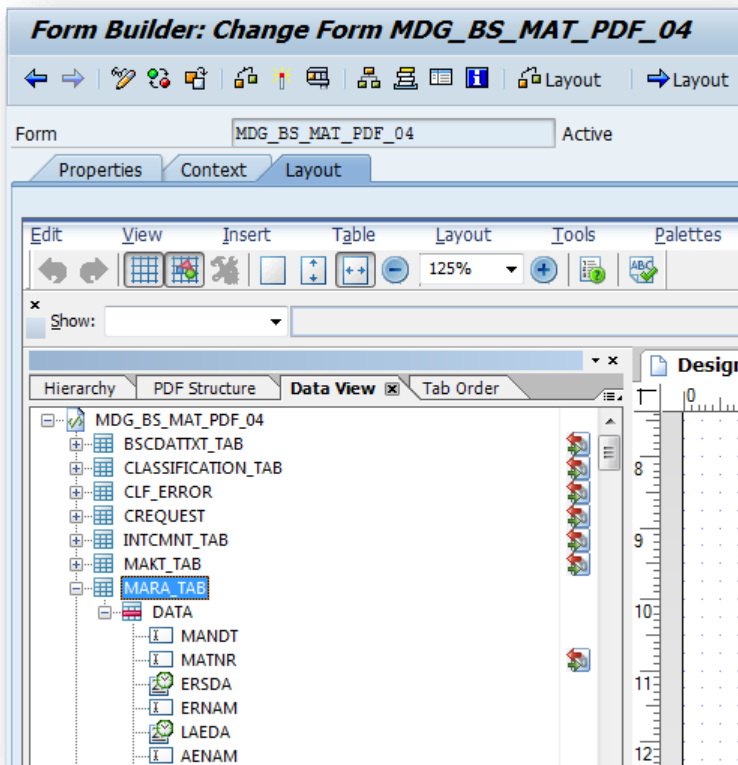 Form Builder: Change Form MDG_BS_MAT_PDF_04
Layout Layout
Form MDG_BS_MAT_PDF_04 Active
Properties Context Layout
Edit View Insert Table Layout Tools Palettes
125% ABC
Show:
Hierarchy PDF Structure Data View Tab Order
MDG_BS_MAT_PDF_04
BSCDATTXT_TAB
CLASSIFICATION_TAB
CLF_ERROR
CREQUEST
INTCMNT_TAB
MAKT_TAB
MARA_TAB
DATA
MANDT
MATNR
ERSDA
ERNAM
LAEDA
AENAM
Design
0
8
9
10
11
12